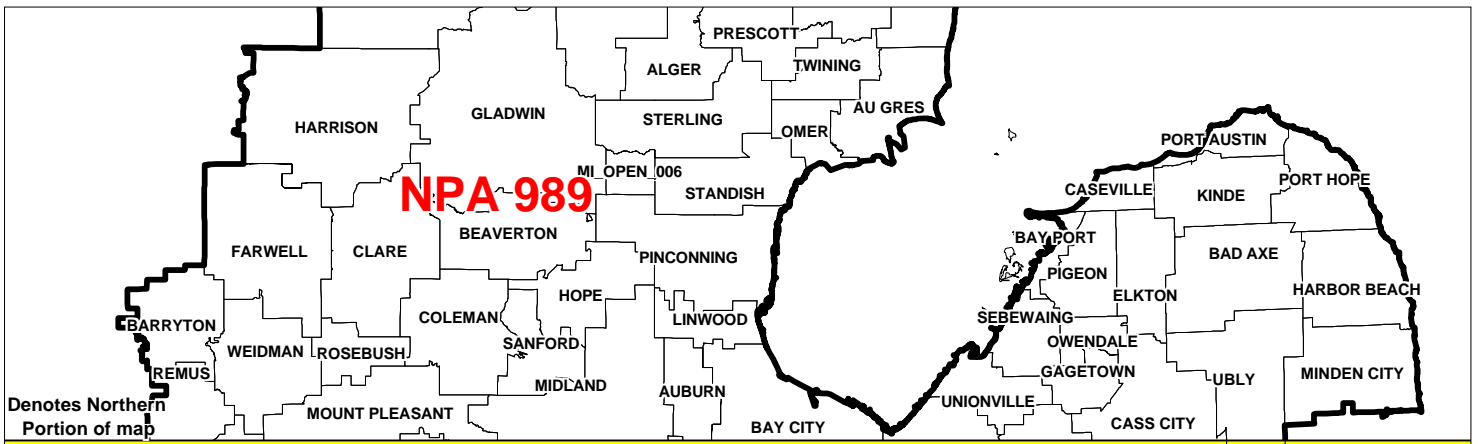 PRESCOTT
ALGER
TWINING
GLADWIN
AU GRES
HARRISON
STERLING
OMER
PORT AUSTIN
MI_OPEN_006
STANDISH
CASEVILLE
KINDE
PORT HOPE
NPA 989
BEAVERTON
FARWELL
CLARE
PINCONNING
BAY PORT
BAD AXE
PIGEON
HOPE
ELKTON
HARBOR BEACH
COLEMAN
LINWOOD
SEBEWAING
BARRYTON
WEIDMAN
ROSEBUSH
SANFORD
OWENDALE
REMUS
GAGETOWN
MINDEN CITY
UBLY
MIDLAND
AUBURN
UNIONVILLE
Denotes Northern
Portion of map
MOUNT PLEASANT
BAY CITY
CASS CITY